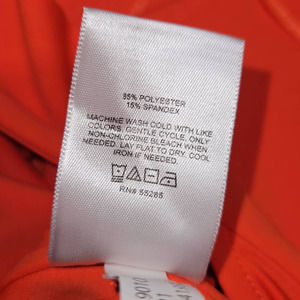 85% POLYESTER
15% SPANDEX
MACHINE WASH COLD WITH LIKE
COLORS, GENTLE CYCLE. ONLY
NON-CHLORINE BLEACH WHEN
NEEDED. LAY FLAT TO DRY. COOL
IRON IF NEEDED.
RN# 55285